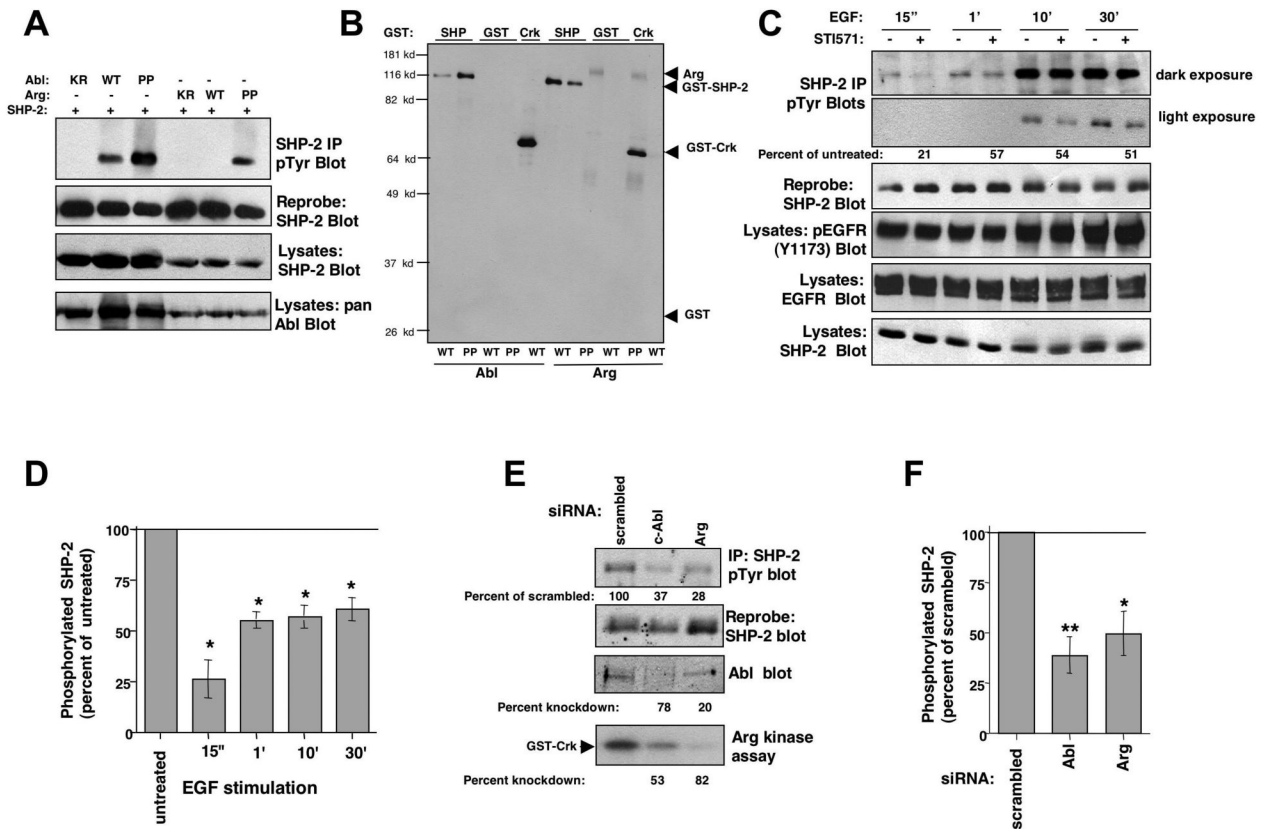 A
Abl: KR WT PP - - -
Arg: - - - KR WT PP
SHP-2: + + + + + +
SHP-2 IP
pTyr Blot
Reprobe:
SHP-2 Blot
Lysates:
SHP-2 Blot
Lysates: pan
Abl Blot
B
GST: SHP GST Crk SHP GST Crk
181 kd
116 kd
82 kd
64 kd
49 kd
37 kd
26 kd
Arg
GST-SHP-2
GST-Crk
GST
WT PP WT PP WT WT PP WT PP WT
Abl Arg
C
EGF: 15" 1' 10' 30'
STI571: - + - + - + - +
SHP-2 IP
pTyr Blots
dark exposure
light exposure
Percent of untreated: 21 57 54 51
Reprobe:
SHP-2 Blot
Lysates: pEGFR
(Y1173) Blot
Lysates:
EGFR Blot
Lysates:
SHP-2 Blot
D
Phosphorylated SHP-2
(percent of untreated)
100
75
50
25
0
* * * *
untreated 15" 1' 10' 30'
EGF stimulation
E
siRNA: scrambled c-Abl Arg
IP: SHP-2
pTyr blot
Percent of scrambled: 100 37 28
Reprobe:
SHP-2 blot
Abl blot
Percent knockdown: 78 20
GST-Crk
Arg kinase
assay
Percent knockdown: 53 82
F
Phosphorylated SHP-2
(percent of scrambeld)
100
75
50
25
0
** *
siRNA: scrambled Abl Arg